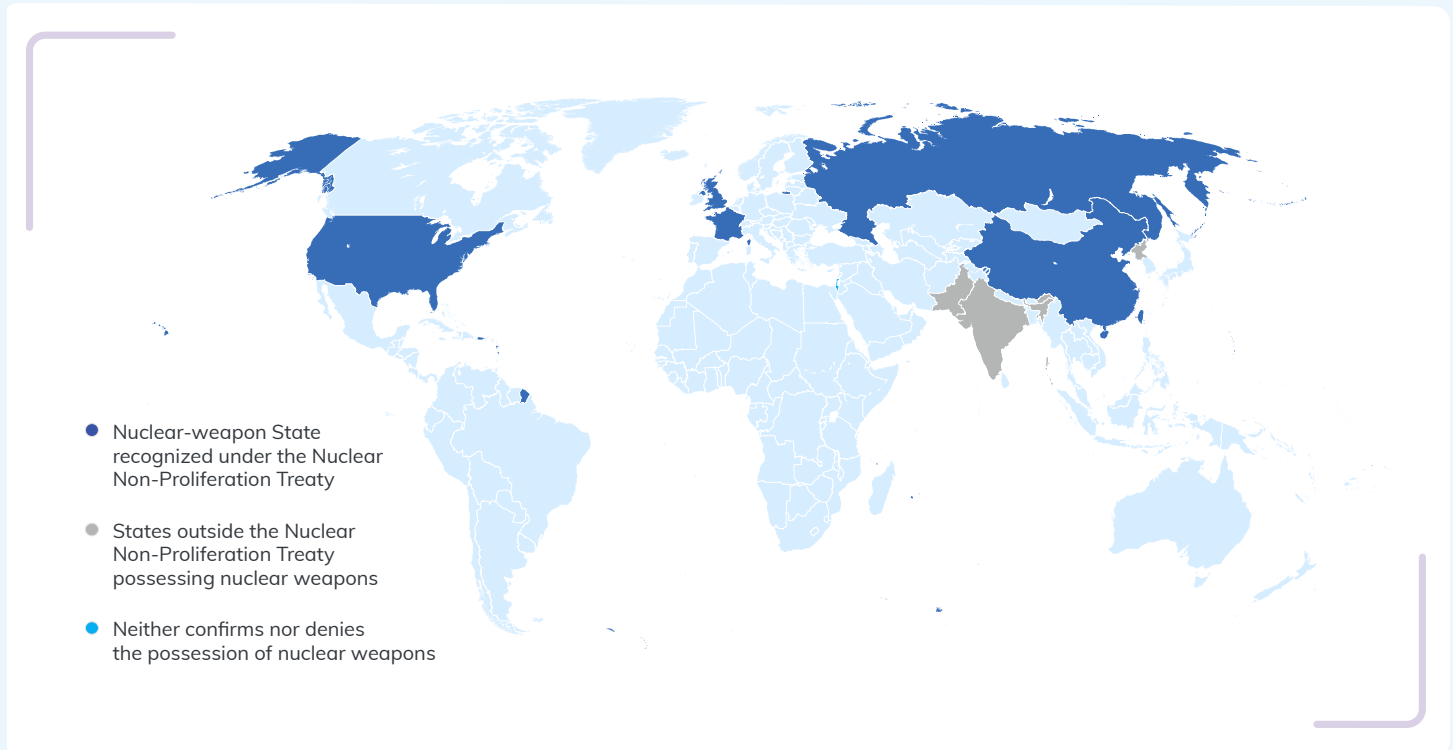 Nuclear-weapon State
recognized under the Nuclear
Non-Proliferation Treaty
States outside the Nuclear
Non-Proliferation Treaty
possessing nuclear weapons
Neither confirms nor denies
the possession of nuclear weapons